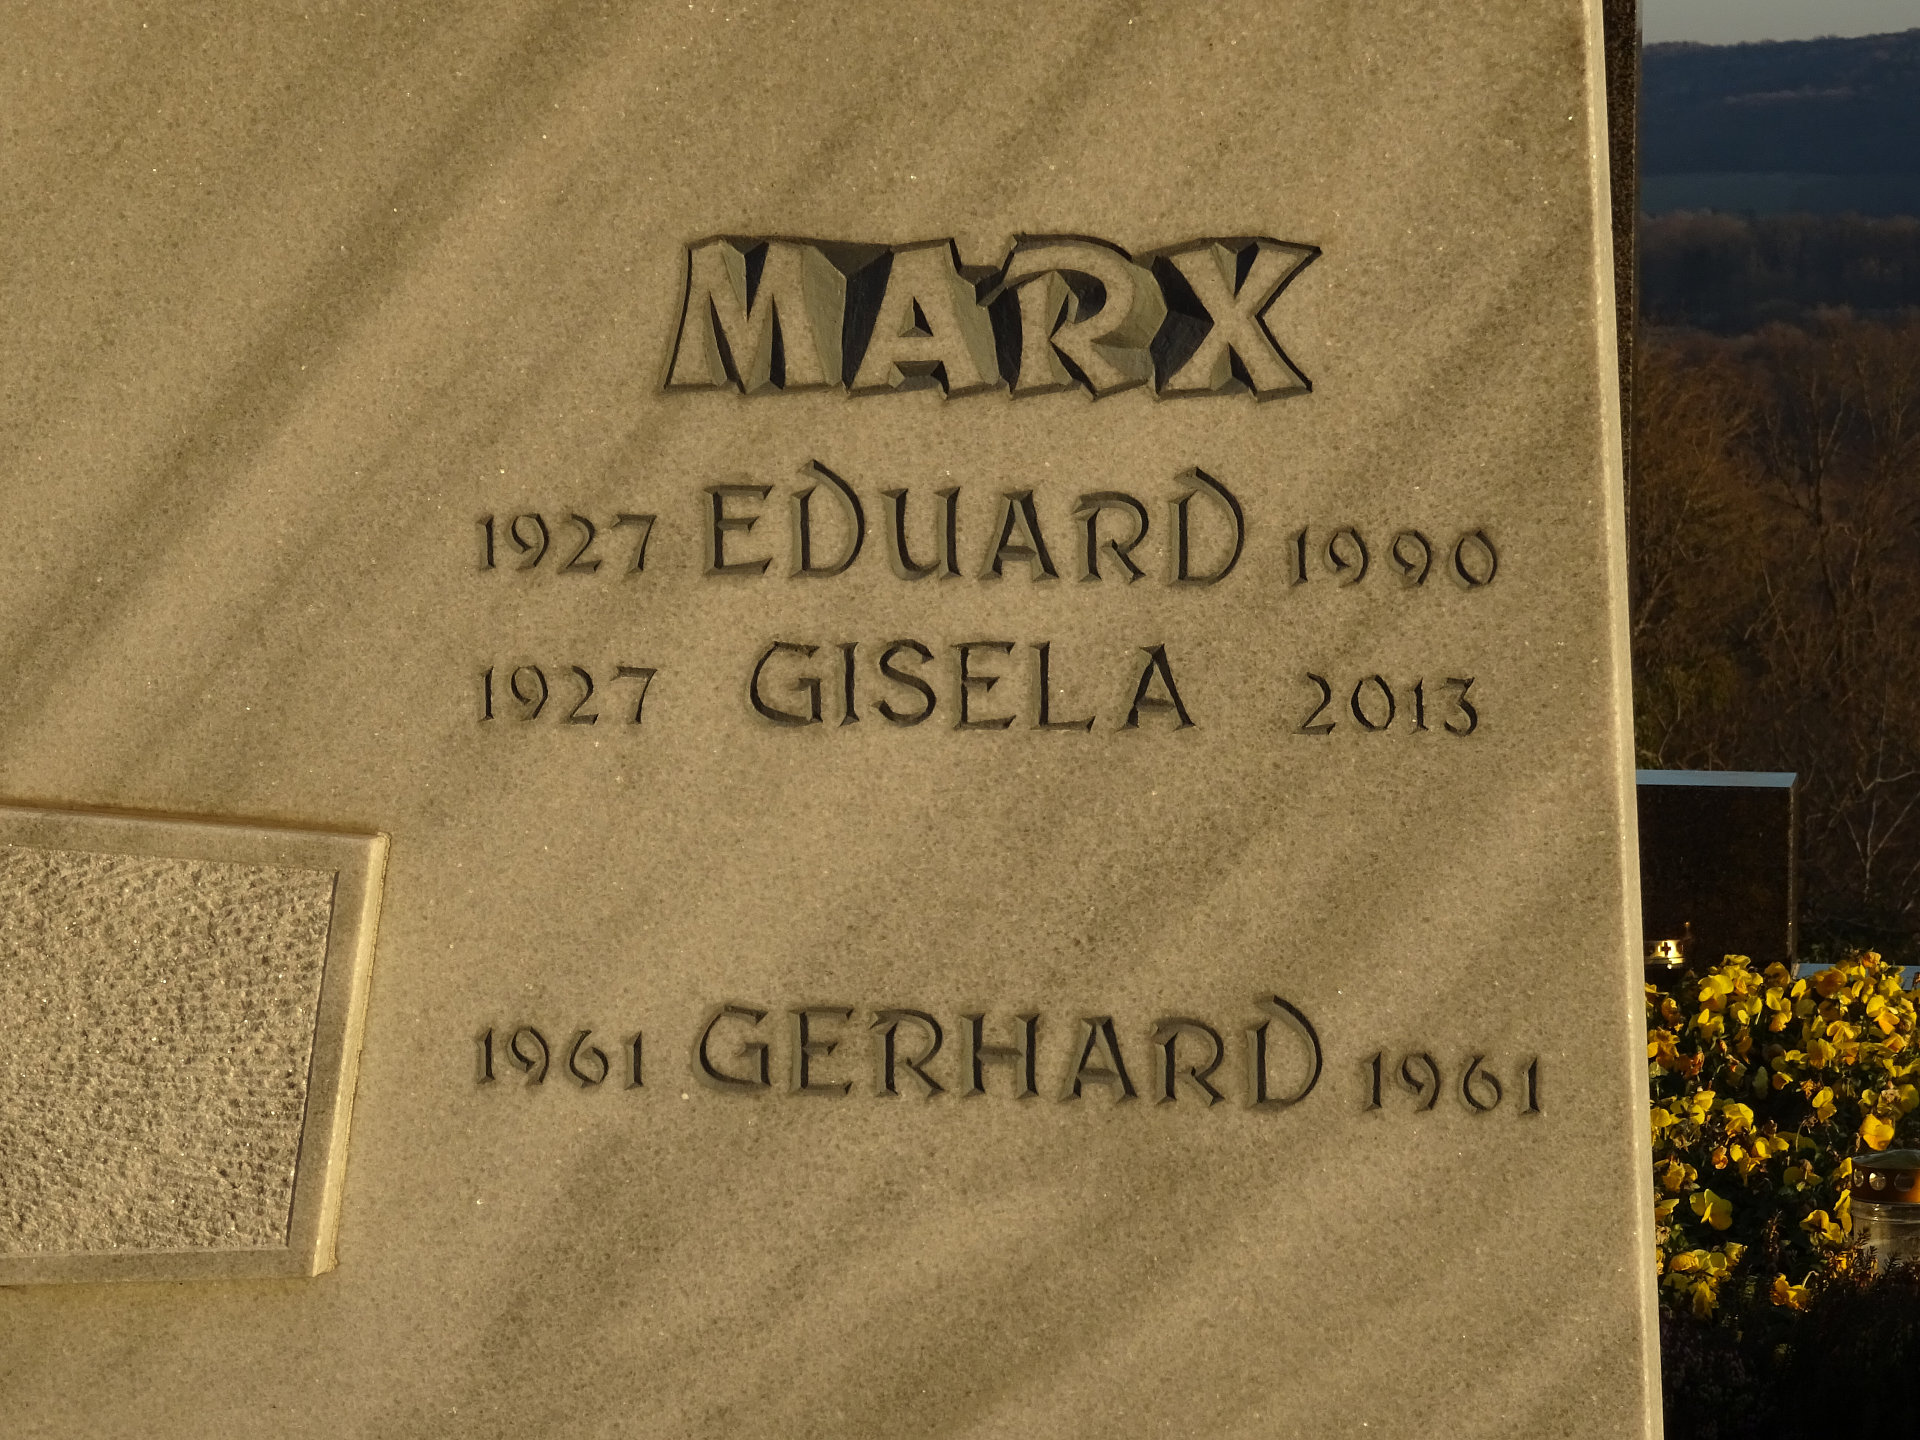 MARX
1927 EDUARD 1990
1927 GISELA 2013
1961 GERHARD 1961